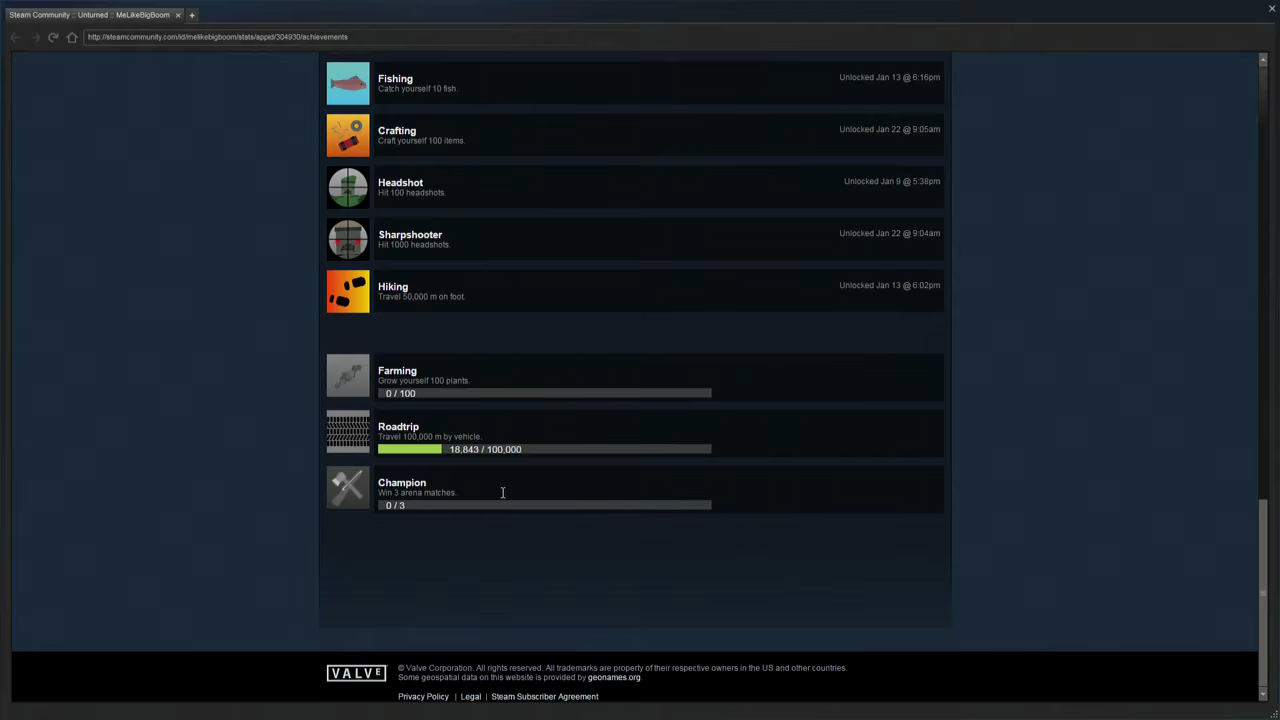 Steam Community :: Unturned :: MeLikeBigBoom
http://steamcommunity.com/id/melikebigboom/stats/appid/304930/achievements
Fishing
Unlocked Jan 13 @ 6:16pm
Catch yourself 10 fish.
Crafting
Unlocked Jan 22 @ 9:05am
Craft yourself 100 items.
Headshot
Unlocked Jan 9 @ 5:38pm
Hit 100 headshots.
Sharpshooter
Unlocked Jan 22 @ 9:04am
Hit 1000 headshots.
Hiking
Unlocked Jan 13 @ 6:02pm
Travel 50,000 m on foot.
Farming
Grow yourself 100 plants.
0 / 100
Roadtrip
Travel 100,000 m by vehicle.
18,843 / 100,000
Champion
Win 3 arena matches.
0 / 3
VALVE
© Valve Corporation. All rights reserved. All trademarks are property of their respective owners in the US and other countries.
Some geospatial data on this website is provided by geonames.org.
Privacy Policy | Legal | Steam Subscriber Agreement